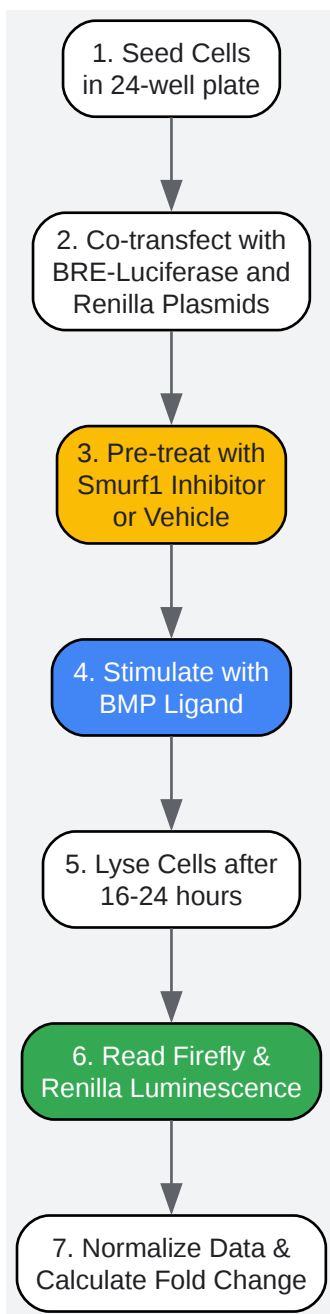 1. Seed Cells
in 24-well plate
2. Co-transfect with
BRE-Luciferase and
Renilla Plasmids
3. Pre-treat with
Smurf1 Inhibitor
or Vehicle
4. Stimulate with
BMP Ligand
5. Lyse Cells after
16-24 hours
6. Read Firefly &
Renilla Luminescence
7. Normalize Data &
Calculate Fold Change